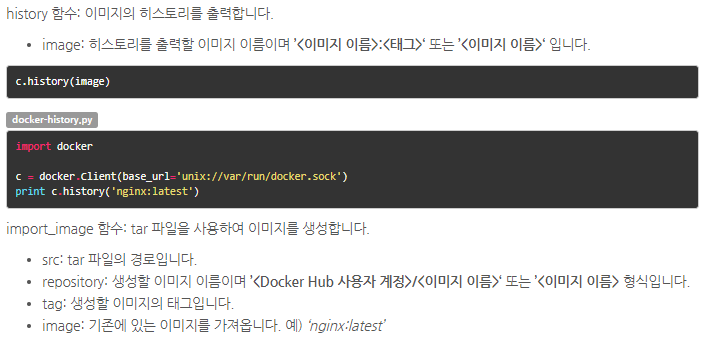 history 함수: 이미지의 히스토리를 출력합니다.
• image: 히스토리를 출력할 이미지 이름이며 '<이미지 이름>:<태그>‘ 또는 ’<이미지 이름>‘ 입니다.
c.history(image)
docker-history.py
import docker
c = docker.Client(base_url='unix://var/run/docker.sock')
print c.history('nginx:latest')
import_image 함수: tar 파일을 사용하여 이미지를 생성합니다.
• src: tar 파일의 경로입니다.
• repository: 생성할 이미지 이름이며 ’<Docker Hub 사용자 계정>/<이미지 이름>‘ 또는 ’<이미지 이름> 형식입니다.
• tag: 생성할 이미지의 태그입니다.
• image: 기존에 있는 이미지를 가져옵니다. 예) ‘nginx:latest’